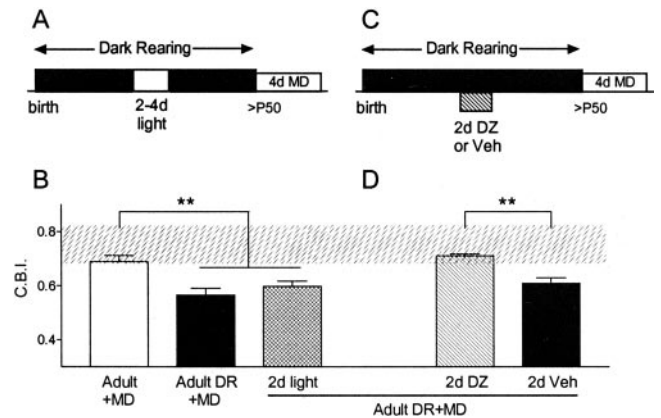 A
Dark Rearing
4d MD
birth
2-4d
light
>P50
C
Dark Rearing
4d MD
birth
2d DZ
or Veh
>P50
B
**
C.B.I.
0.8
0.6
0.4
Adult
+MD
Adult DR
+MD
2d light
D
**
2d DZ
2d Veh
Adult DR+MD